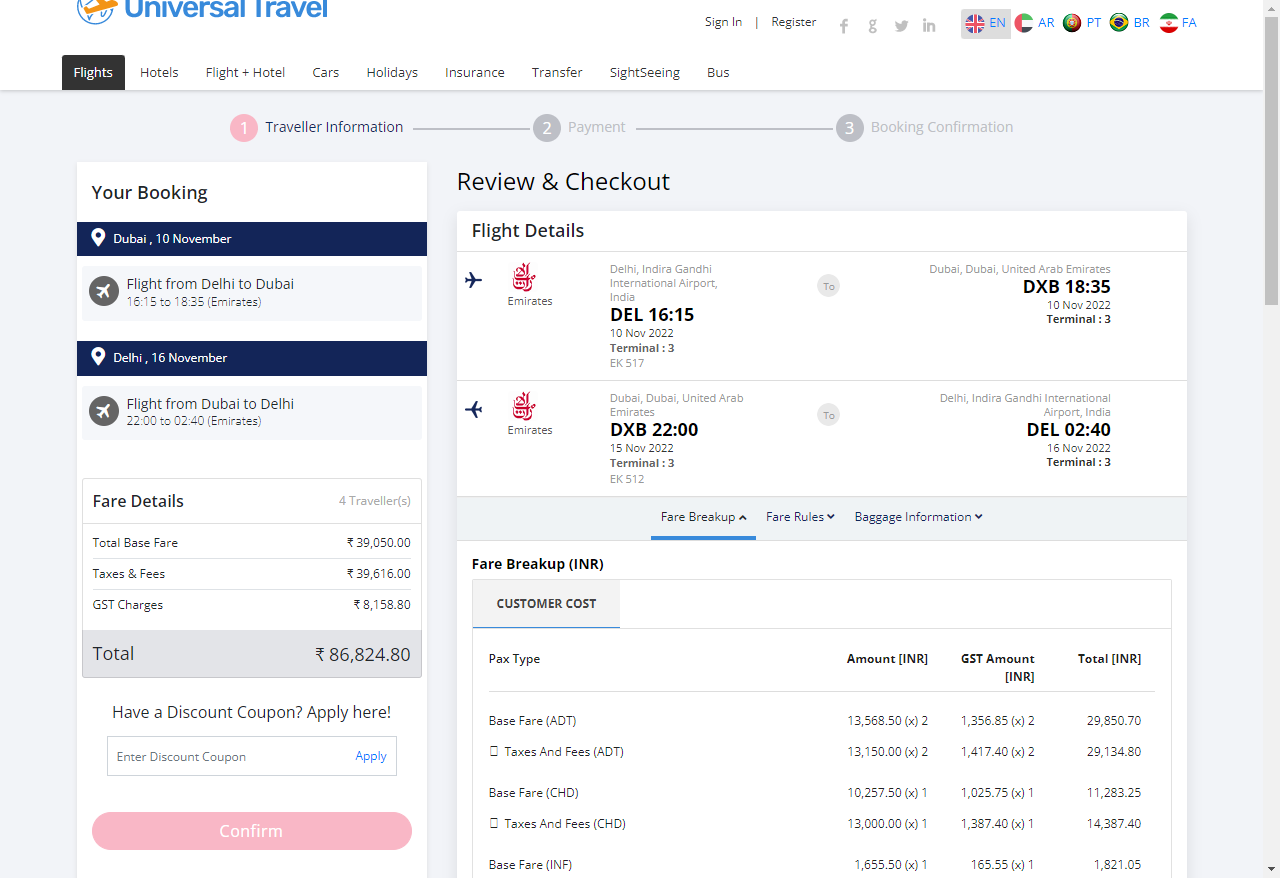 Universal Travel
Sign In | Register
EN AR PT BR FA
Flights Hotels Flight + Hotel Cars Holidays Insurance Transfer SightSeeing Bus
1 Traveller Information 2 Payment 3 Booking Confirmation
Your Booking
Dubai , 10 November
Flight from Delhi to Dubai
16:15 to 18:35 (Emirates)
Delhi , 16 November
Flight from Dubai to Delhi
22:00 to 02:40 (Emirates)
Fare Details 4 Traveller(s)
Total Base Fare ₹ 39,050.00
Taxes & Fees ₹ 39,616.00
GST Charges ₹ 8,158.80
Total ₹ 86,824.80
Have a Discount Coupon? Apply here!
Enter Discount Coupon Apply
Confirm
Review & Checkout
Flight Details
Emirates
Delhi, Indira Gandhi
International Airport,
India
DEL 16:15
10 Nov 2022
Terminal : 3
EK 517
To
Dubai, Dubai, United Arab Emirates
DXB 18:35
10 Nov 2022
Terminal : 3
Emirates
Dubai, Dubai, United Arab
Emirates
DXB 22:00
15 Nov 2022
Terminal : 3
EK 512
To
Delhi, Indira Gandhi International
Airport, India
DEL 02:40
16 Nov 2022
Terminal : 3
Fare Breakup Fare Rules Baggage Information
Fare Breakup (INR)
CUSTOMER COST
Pax Type Amount [INR] GST Amount [INR] Total [INR]
Base Fare (ADT) 13,568.50 (x) 2 1,356.85 (x) 2 29,850.70
Taxes And Fees (ADT) 13,150.00 (x) 2 1,417.40 (x) 2 29,134.80
Base Fare (CHD) 10,257.50 (x) 1 1,025.75 (x) 1 11,283.25
Taxes And Fees (CHD) 13,000.00 (x) 1 1,387.40 (x) 1 14,387.40
Base Fare (INF) 1,655.50 (x) 1 165.55 (x) 1 1,821.05